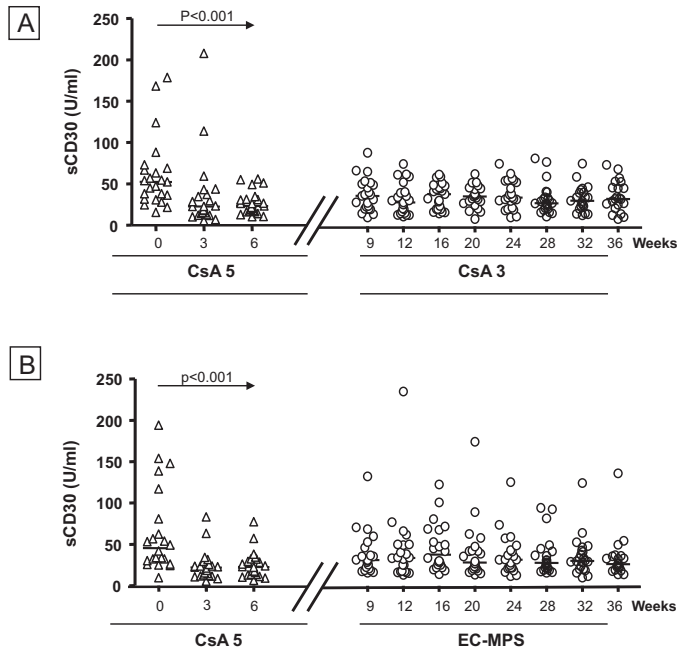 A
P<0.001
250
200
150
100
50
0
sCD30 (U/ml)
0 3 6 9 12 16 20 24 28 32 36 Weeks
CsA 5 CsA 3
B
p<0.001
250
200
150
100
50
0
sCD30 (U/ml)
0 3 6 9 12 16 20 24 28 32 36 Weeks
CsA 5 EC-MPS